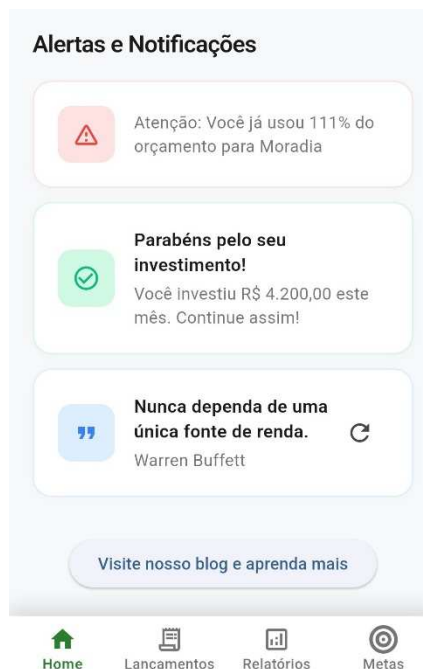 Alertas e Notificações
Atenção: Você já usou 111% do
orçamento para Moradia
Parabéns pelo seu
investimento!
Você investiu R$ 4.200,00 este
mês. Continue assim!
Nunca dependa de uma
única fonte de renda.
Warren Buffett
Visite nosso blog e aprenda mais
Home Lançamentos Relatórios Metas